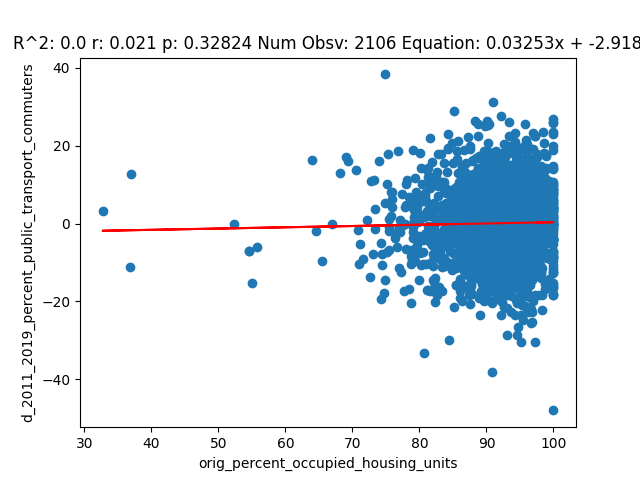 R^2: 0.0 r: 0.021 p: 0.32824 Num Obsv: 2106 Equation: 0.03253x + -2.918
40
20
0
−20
−40
d_2011_2019_percent_public_transport_commuters
30 40 50 60 70 80 90 100
orig_percent_occupied_housing_units